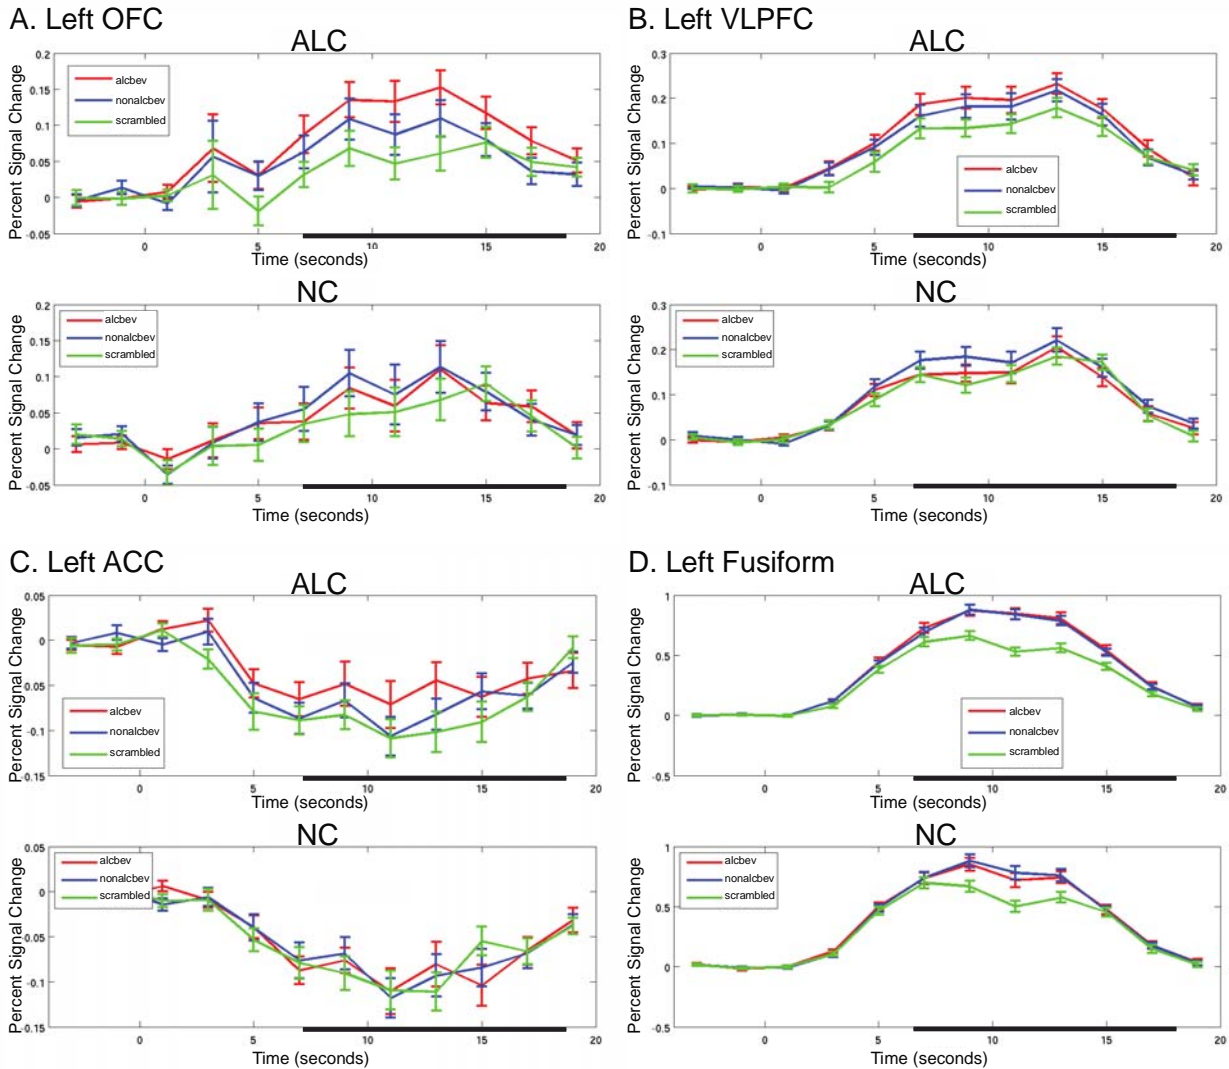 A. Left OFC
ALC
Percent Signal Change
0.2
0.15
0.1
0.05
0
-0.05
alcbev
nonalcbev
scrambled
0 5 10 15 20
Time (seconds)
NC
Percent Signal Change
0.2
0.15
0.1
0.05
0
-0.05
alcbev
nonalcbev
scrambled
0 5 10 15 20
Time (seconds)
B. Left VLPFC
ALC
Percent Signal Change
0.3
0.2
0.1
0
-0.1
alcbev
nonalcbev
scrambled
0 5 10 15 20
Time (seconds)
NC
Percent Signal Change
0.3
0.2
0.1
0
-0.1
alcbev
nonalcbev
scrambled
0 5 10 15 20
Time (seconds)
C. Left ACC
ALC
Percent Signal Change
0.05
0
-0.05
-0.1
-0.15
alcbev
nonalcbev
scrambled
0 5 10 15 20
Time (seconds)
NC
Percent Signal Change
0.05
0
-0.05
-0.1
-0.15
alcbev
nonalcbev
scrambled
0 5 10 15 20
Time (seconds)
D. Left Fusiform
ALC
Percent Signal Change
1
0.5
0
-0.5
alcbev
nonalcbev
scrambled
0 5 10 15 20
Time (seconds)
NC
Percent Signal Change
1
0.5
0
-0.5
alcbev
nonalcbev
scrambled
0 5 10 15 20
Time (seconds)